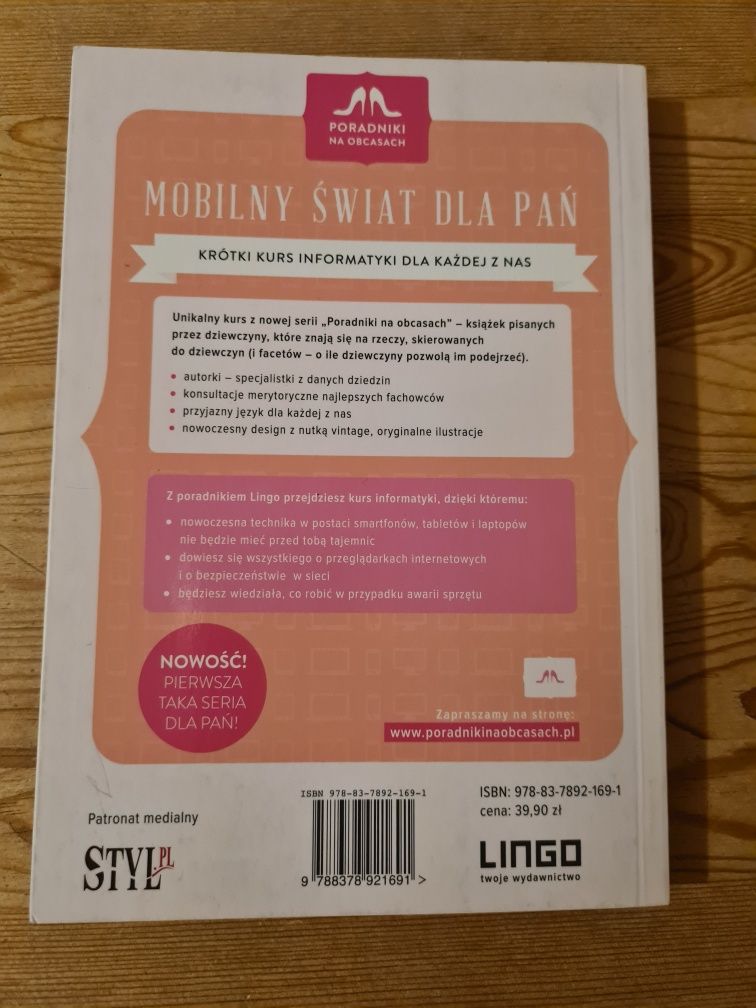 PORADNIKI
NA OBCASACH
MOBILNY ŚWIAT DLA PAŃ
KRÓTKI KURS INFORMATYKI DLA KAŻDEJ Z NAS
Unikalny kurs z nowej serii „Poradniki na obcasach” – książek pisanych
przez dziewczyny, które znają się na rzeczy, skierowanych
do dziewczyn (i facetów – o ile dziewczyny pozwolą im podejrzeć).
• autorki – specjalistki z danych dziedzin
• konsultacje merytoryczne najlepszych fachowców
• przyjazny język dla każdej z nas
• nowoczesny design z nutką vintage, oryginalne ilustracje
Z poradnikiem Lingo przejdziesz kurs informatyki, dzięki któremu:
• nowoczesna technika w postaci smartfonów, tabletów i laptopów
nie będzie mieć przed tobą tajemnic
• dowiesz się wszystkiego o przeglądarkach internetowych
i o bezpieczeństwie w sieci
• będziesz wiedziała, co robić w przypadku awarii sprzętu
NOWOŚĆ!
PIERWSZA
TAKA SERIA
DLA PAŃ!
Zapraszamy na stronę:
www.poradnikinaobcasach.pl
Patronat medialny
STYL.PL
ISBN 978-83-7892-169-1
9 788378 921691 >
ISBN: 978-83-7892-169-1
cena: 39,90 zł
LINGO
twoje wydawnictwo